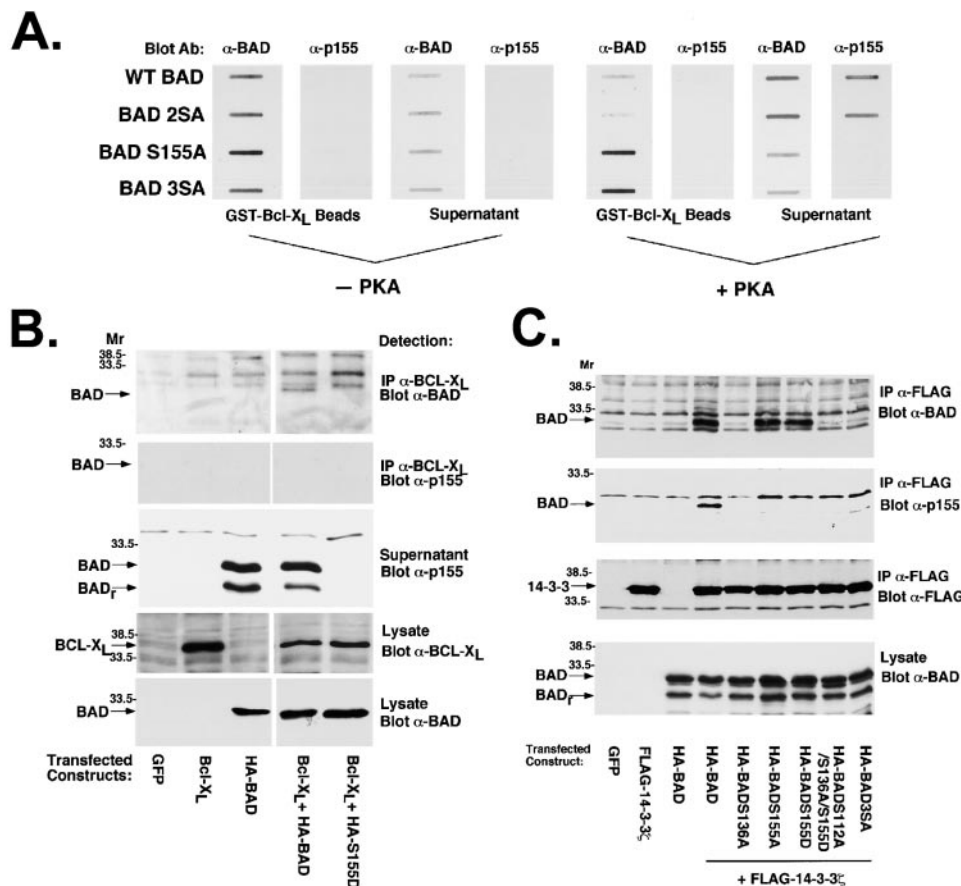 A.
Blot Ab: α-BAD α-p155 α-BAD α-p155 α-BAD α-p155 α-BAD α-p155
WT BAD
BAD 2SA
BAD S155A
BAD 3SA
GST-Bcl-XL Beads Supernatant GST-Bcl-XL Beads Supernatant
— PKA + PKA
B.
Mr Detection:
38.5-
33.5-
BAD
IP α-BCL-XL
Blot α-BAD
33.5-
BAD
IP α-BCL-XL
Blot α-p155
33.5-
BAD
BADr
Supernatant
Blot α-p155
38.5-
BCL-XL
33.5-
Lysate
Blot α-BCL-XL
33.5-
BAD
Lysate
Blot α-BAD
Transfected
Constructs:
GFP
Bcl-XL
HA-BAD
Bcl-XL+ HA-BAD
Bcl-XL+ HA-S155D
C.
Mr
38.5-
33.5-
BAD
IP α-FLAG
Blot α-BAD
33.5-
BAD
IP α-FLAG
Blot α-p155
38.5-
14-3-3
33.5-
IP α-FLAG
Blot α-FLAG
38.5-
BAD
33.5-
BADr
Lysate
Blot α-BAD
Transfected
Construct:
GFP
FLAG-14-3-3ζ
HA-BAD
HA-BAD
HA-BADS136A
HA-BADS155A
HA-BADS155D
HA-BADS112A
/S136A/S155D
HA-BAD3SA
+ FLAG-14-3-3ζ